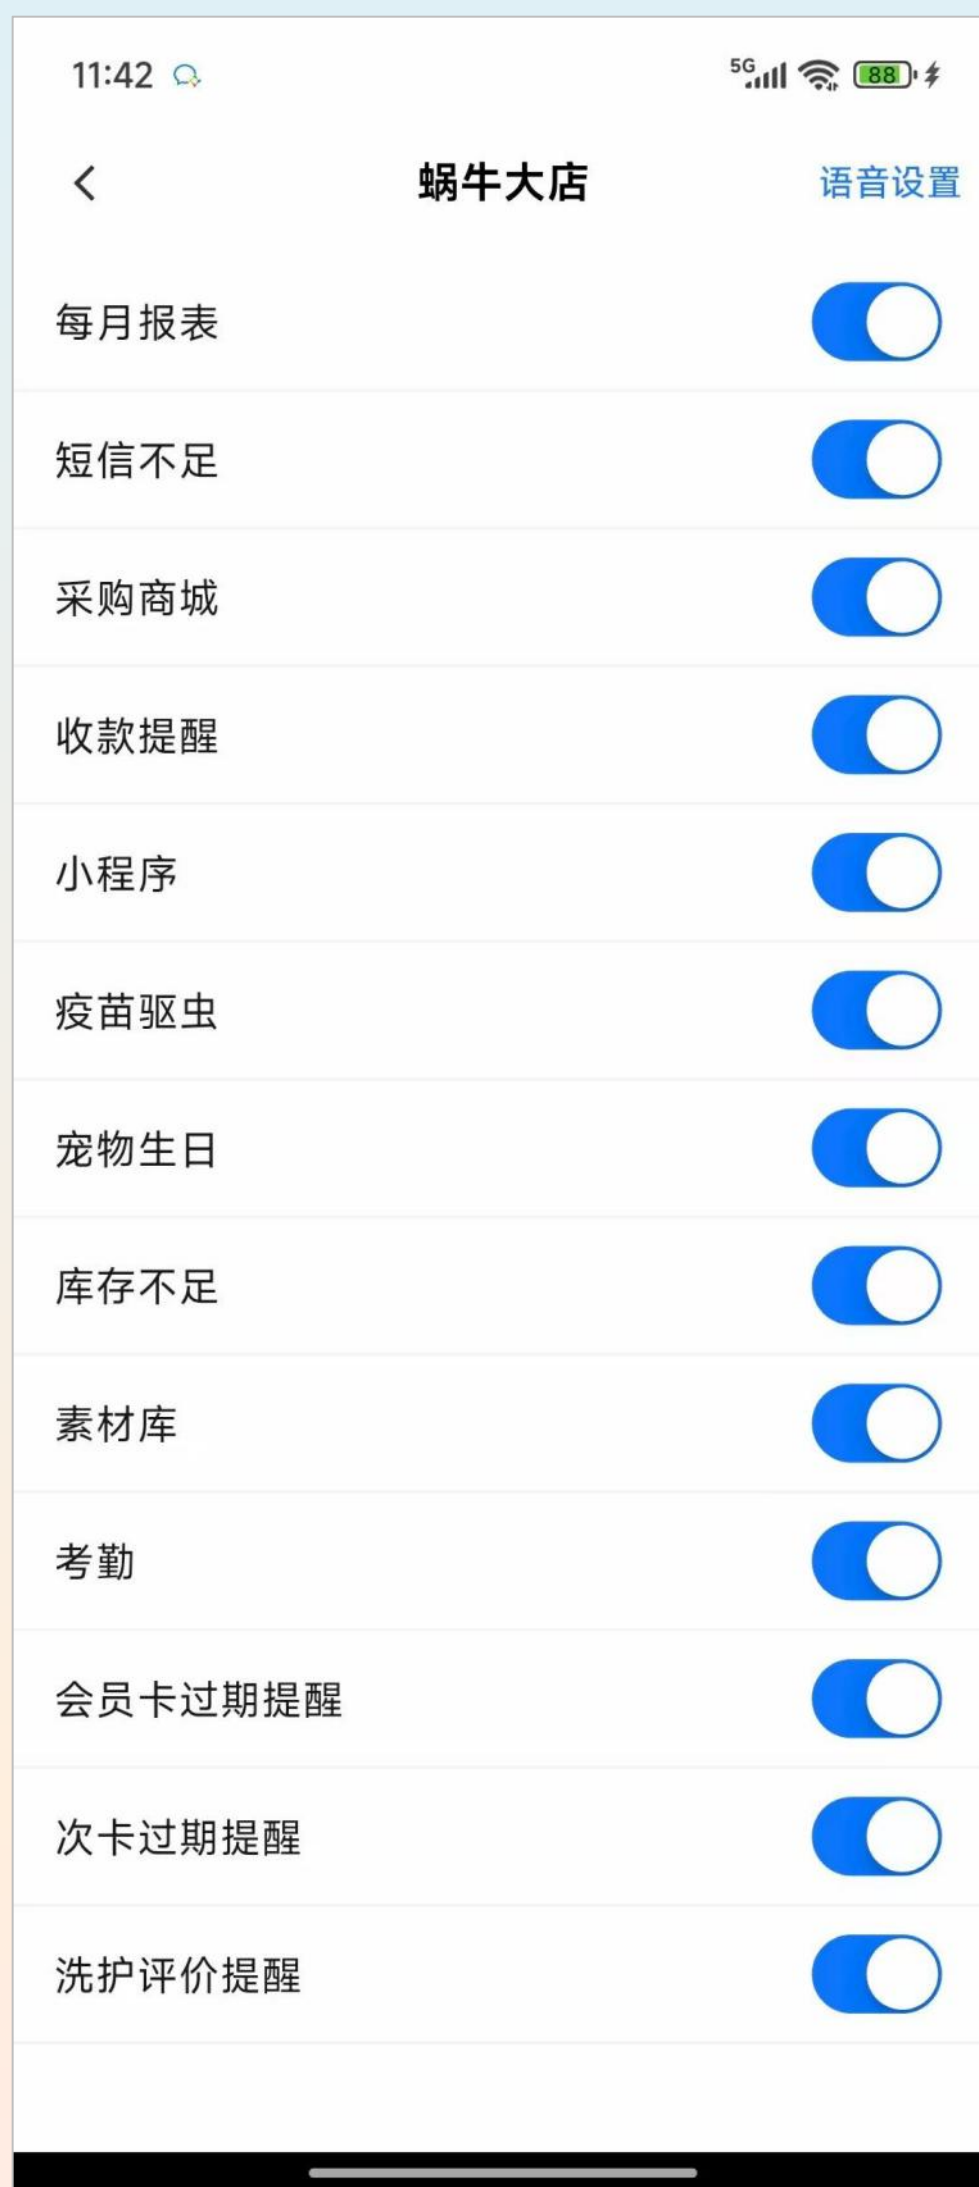 11:42 5G 88
蜗牛大店 语音设置
每月报表
短信不足
采购商城
收款提醒
小程序
疫苗驱虫
宠物生日
库存不足
素材库
考勤
会员卡过期提醒
次卡过期提醒
洗护评价提醒